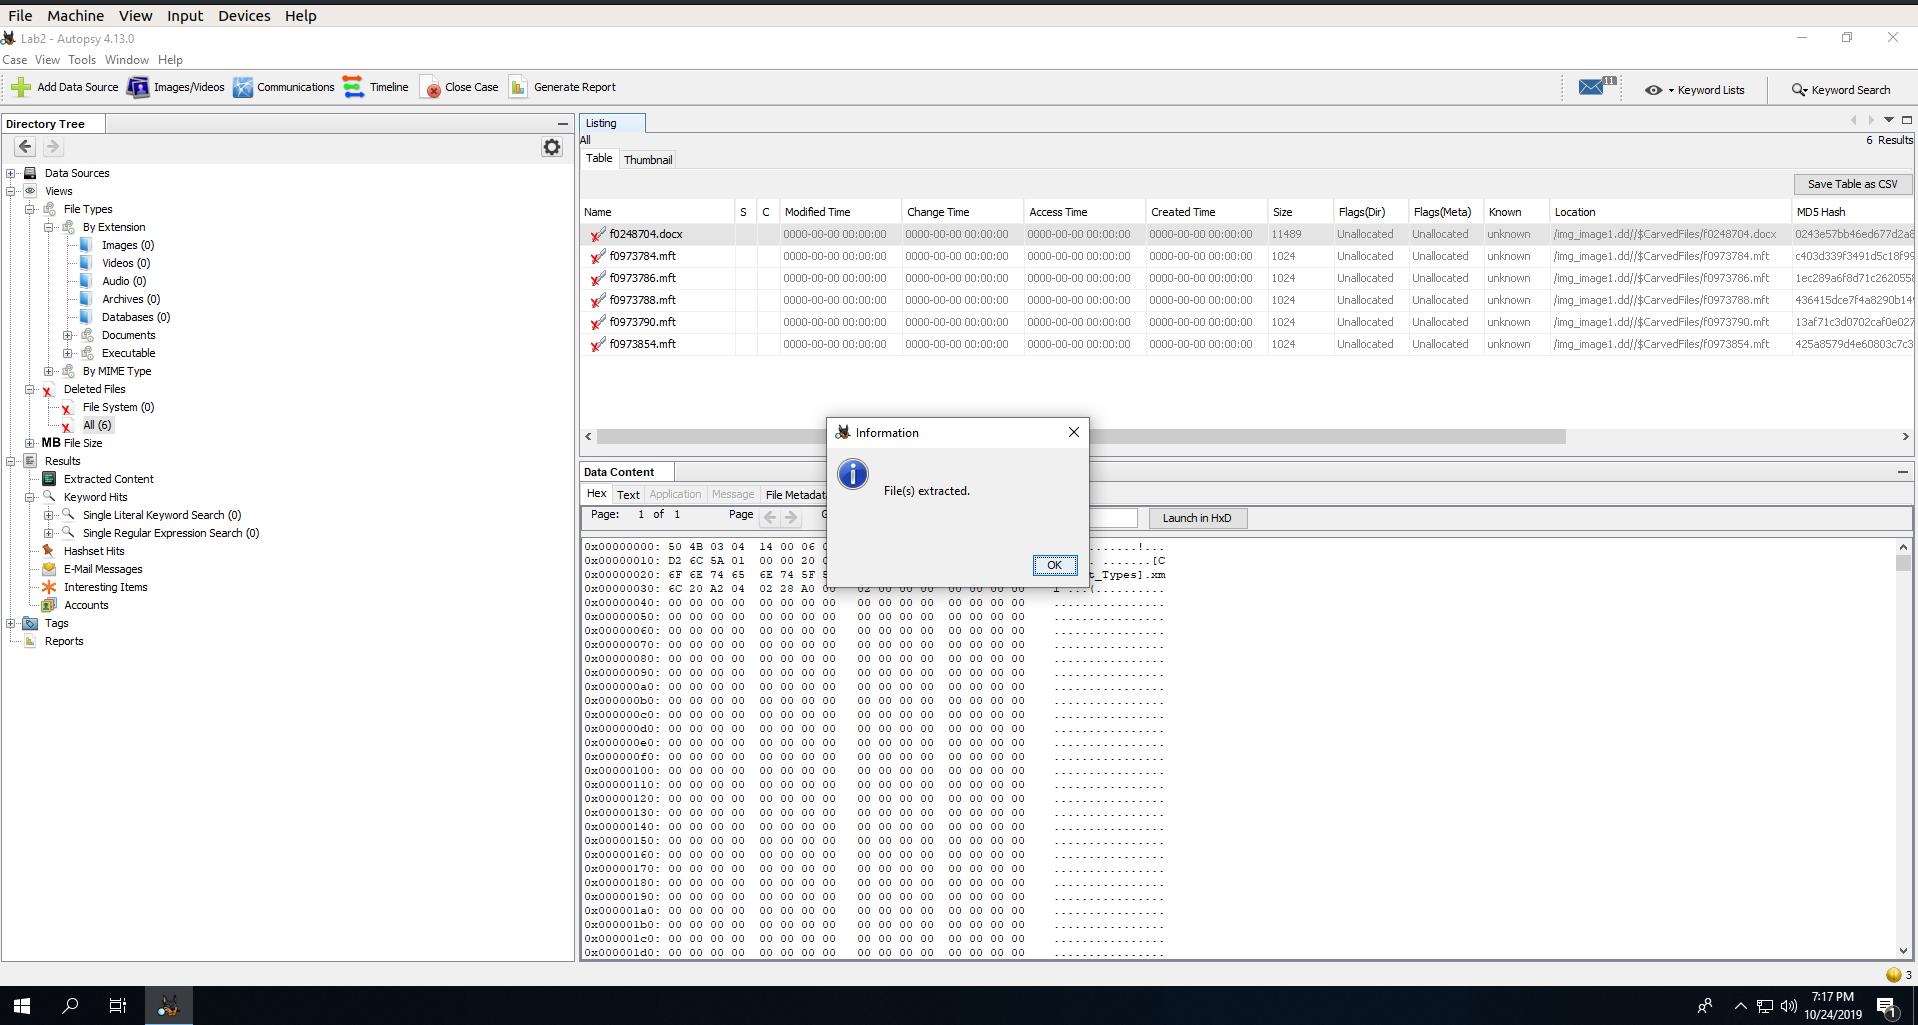 File Machine View Input Devices Help
Lab2 - Autopsy 4.13.0
Case View Tools Window Help
Add Data Source Images/Videos Communications Timeline Close Case Generate Report 11 Keyword Lists Keyword Search
Directory Tree
Data Sources
Views
File Types
By Extension
Images (0)
Videos (0)
Audio (0)
Archives (0)
Databases (0)
Documents
Executable
By MIME Type
Deleted Files
File System (0)
All (6)
MB File Size
Results
Extracted Content
Keyword Hits
Single Literal Keyword Search (0)
Single Regular Expression Search (0)
Hashset Hits
E-Mail Messages
Interesting Items
Accounts
Tags
Reports
Listing
All
6 Results
Table Thumbnail
Save Table as CSV
Name S C Modified Time Change Time Access Time Created Time Size Flags(Dir) Flags(Meta) Known Location MD5 Hash
f0248704.docx 0000-00-00 00:00:00 0000-00-00 00:00:00 0000-00-00 00:00:00 0000-00-00 00:00:00 11489 Unallocated Unallocated unknown /img_image1.dd//$CarvedFiles/f0248704.docx 0243e57bb46ed677d2a8
f0973784.mft 0000-00-00 00:00:00 0000-00-00 00:00:00 0000-00-00 00:00:00 0000-00-00 00:00:00 1024 Unallocated Unallocated unknown /img_image1.dd//$CarvedFiles/f0973784.mft c403d339f3491d5c18f99
f0973786.mft 0000-00-00 00:00:00 0000-00-00 00:00:00 0000-00-00 00:00:00 0000-00-00 00:00:00 1024 Unallocated Unallocated unknown /img_image1.dd//$CarvedFiles/f0973786.mft 1ec289a6f8d71c2620558
f0973788.mft 0000-00-00 00:00:00 0000-00-00 00:00:00 0000-00-00 00:00:00 0000-00-00 00:00:00 1024 Unallocated Unallocated unknown /img_image1.dd//$CarvedFiles/f0973788.mft 436415dce7f4a8290b149
f0973790.mft 0000-00-00 00:00:00 0000-00-00 00:00:00 0000-00-00 00:00:00 0000-00-00 00:00:00 1024 Unallocated Unallocated unknown /img_image1.dd//$CarvedFiles/f0973790.mft 13af71c3d0702caf0e027
f0973854.mft 0000-00-00 00:00:00 0000-00-00 00:00:00 0000-00-00 00:00:00 0000-00-00 00:00:00 1024 Unallocated Unallocated unknown /img_image1.dd//$CarvedFiles/f0973854.mft 425a8579d4e60803c7c3
Information
File(s) extracted.
OK
Data Content
Hex Text Application Message File Metadata
Page: 1 of 1 Page G Launch in HxD
0x00000000: 50 4B 03 04 14 00 06 .......!...
0x00000010: D2 6C 5A 01 00 00 20 . .......[C
0x00000020: 6F 6E 74 65 6E 74 5F t_Types].xm
0x00000030: 6C 20 A2 04 02 28 A0 00 02 00 00 00 00 00 00 00 l ...(..........
0x00000040: 00 00 00 00 00 00 00 00 00 00 00 00 00 00 00 00 ................
0x00000050: 00 00 00 00 00 00 00 00 00 00 00 00 00 00 00 00 ................
0x00000060: 00 00 00 00 00 00 00 00 00 00 00 00 00 00 00 00 ................
0x00000070: 00 00 00 00 00 00 00 00 00 00 00 00 00 00 00 00 ................
0x00000080: 00 00 00 00 00 00 00 00 00 00 00 00 00 00 00 00 ................
0x00000090: 00 00 00 00 00 00 00 00 00 00 00 00 00 00 00 00 ................
0x000000a0: 00 00 00 00 00 00 00 00 00 00 00 00 00 00 00 00 ................
0x000000b0: 00 00 00 00 00 00 00 00 00 00 00 00 00 00 00 00 ................
0x000000c0: 00 00 00 00 00 00 00 00 00 00 00 00 00 00 00 00 ................
0x000000d0: 00 00 00 00 00 00 00 00 00 00 00 00 00 00 00 00 ................
0x000000e0: 00 00 00 00 00 00 00 00 00 00 00 00 00 00 00 00 ................
0x000000f0: 00 00 00 00 00 00 00 00 00 00 00 00 00 00 00 00 ................
0x00000100: 00 00 00 00 00 00 00 00 00 00 00 00 00 00 00 00 ................
0x00000110: 00 00 00 00 00 00 00 00 00 00 00 00 00 00 00 00 ................
0x00000120: 00 00 00 00 00 00 00 00 00 00 00 00 00 00 00 00 ................
0x00000130: 00 00 00 00 00 00 00 00 00 00 00 00 00 00 00 00 ................
0x00000140: 00 00 00 00 00 00 00 00 00 00 00 00 00 00 00 00 ................
0x00000150: 00 00 00 00 00 00 00 00 00 00 00 00 00 00 00 00 ................
0x00000160: 00 00 00 00 00 00 00 00 00 00 00 00 00 00 00 00 ................
0x00000170: 00 00 00 00 00 00 00 00 00 00 00 00 00 00 00 00 ................
0x00000180: 00 00 00 00 00 00 00 00 00 00 00 00 00 00 00 00 ................
0x00000190: 00 00 00 00 00 00 00 00 00 00 00 00 00 00 00 00 ................
0x000001a0: 00 00 00 00 00 00 00 00 00 00 00 00 00 00 00 00 ................
0x000001b0: 00 00 00 00 00 00 00 00 00 00 00 00 00 00 00 00 ................
0x000001c0: 00 00 00 00 00 00 00 00 00 00 00 00 00 00 00 00 ................
0x000001d0: 00 00 00 00 00 00 00 00 00 00 00 00 00 00 00 00 ................
3
7:17 PM
10/24/2019
1